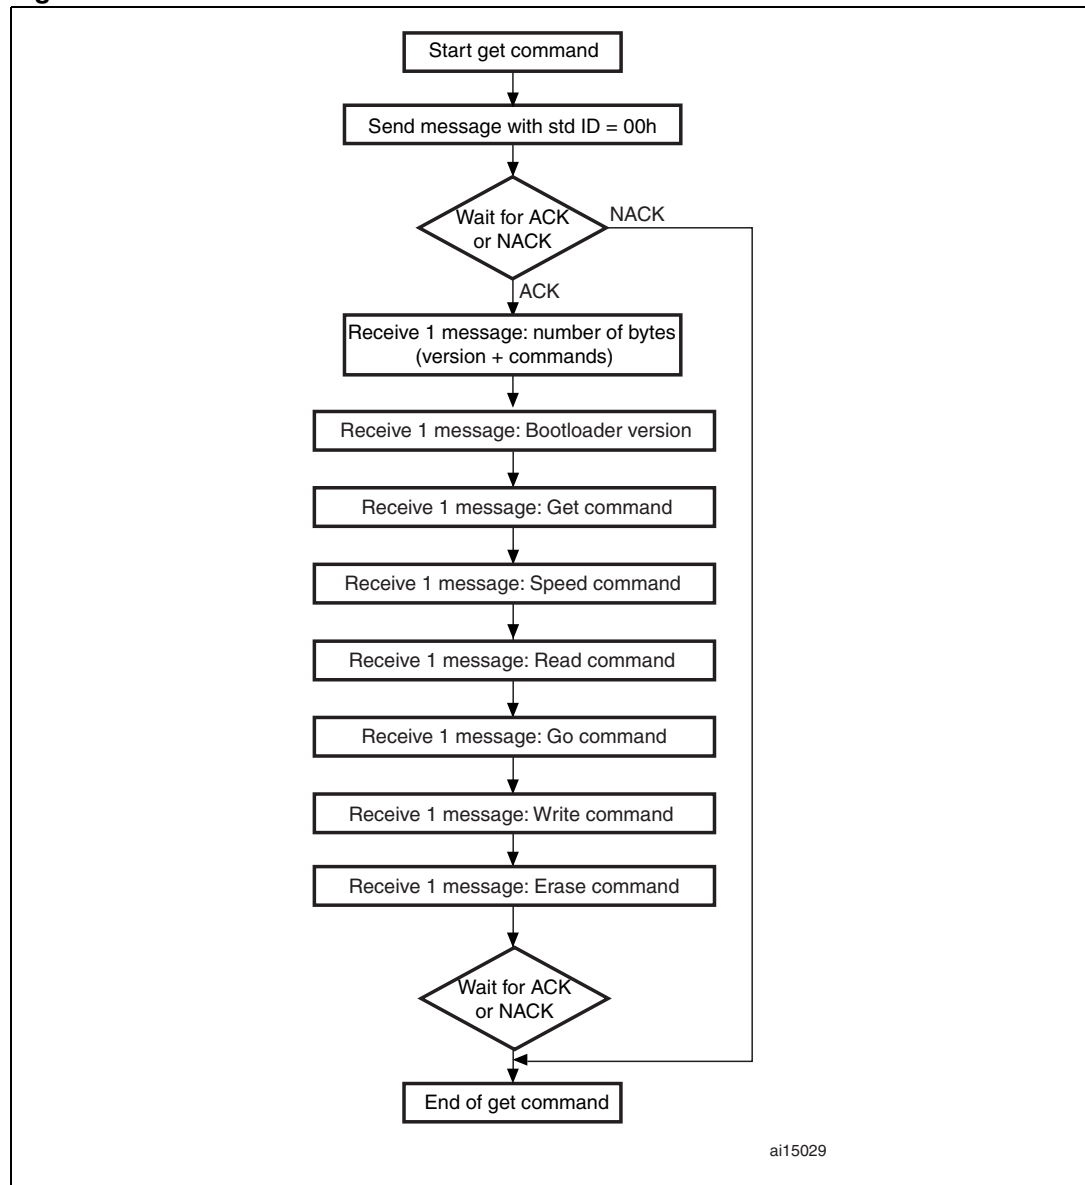 Start get command
Send message with std ID = 00h
Wait for ACK
or NACK
NACK
ACK
Receive 1 message: number of bytes
(version + commands)
Receive 1 message: Bootloader version
Receive 1 message: Get command
Receive 1 message: Speed command
Receive 1 message: Read command
Receive 1 message: Go command
Receive 1 message: Write command
Receive 1 message: Erase command
Wait for ACK
or NACK
End of get command
ai15029